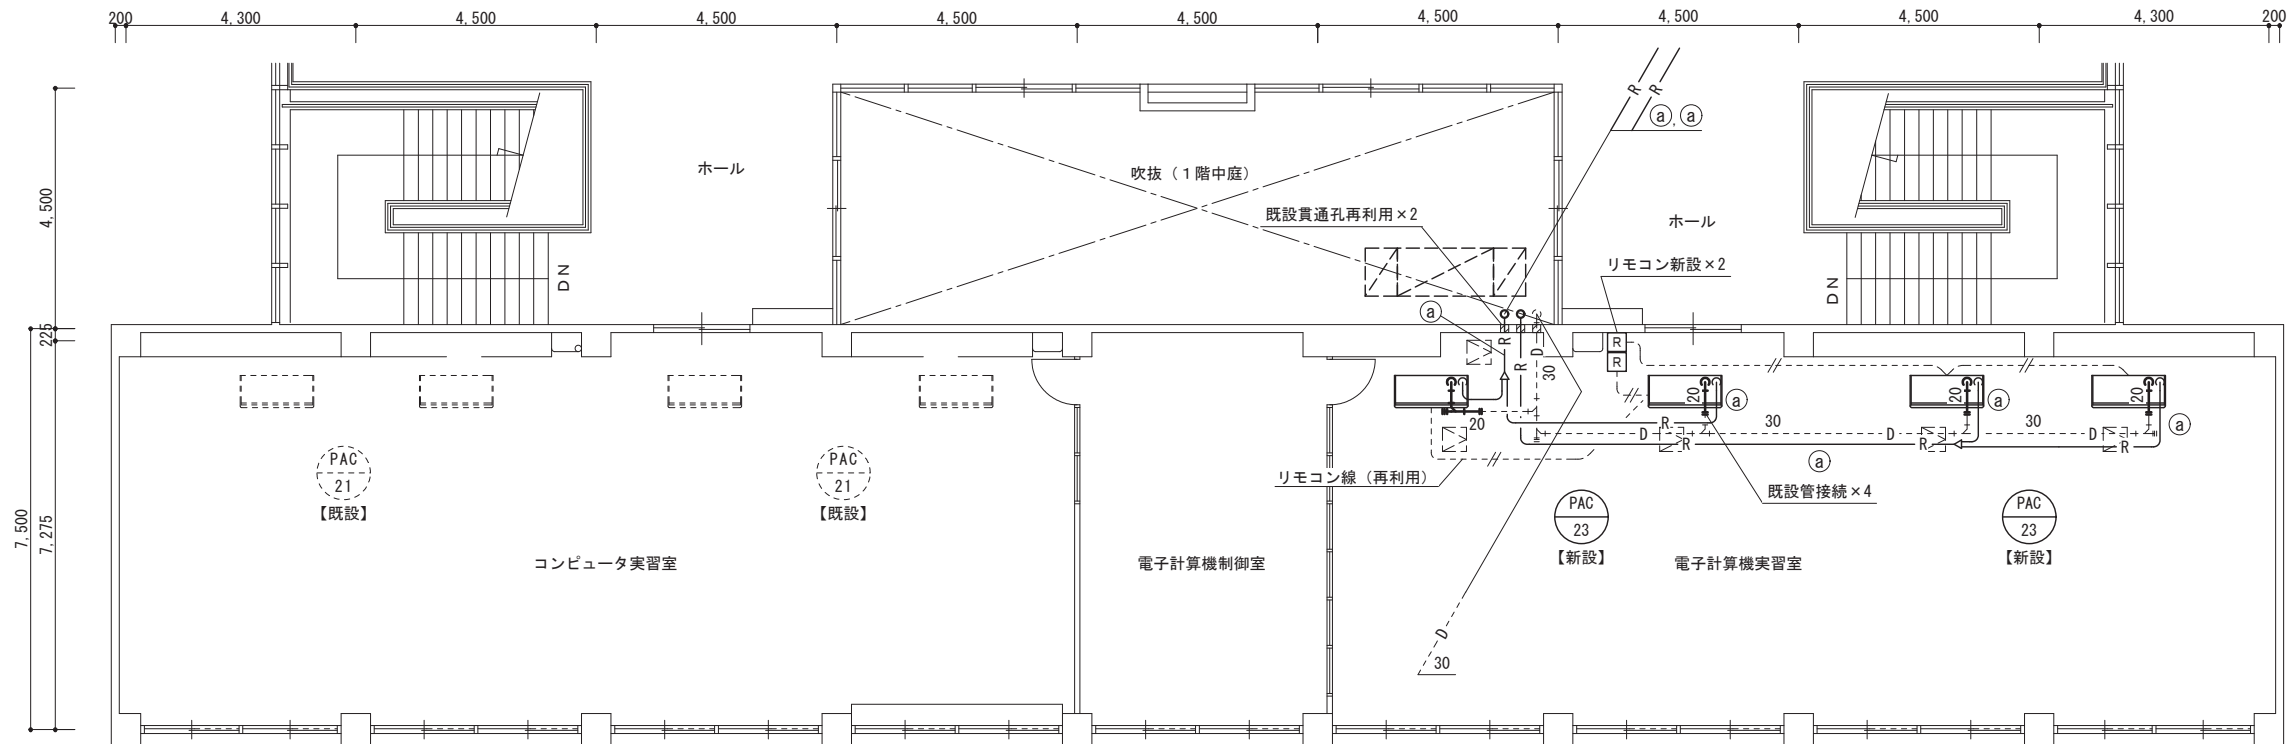 200 4,300 4,500 4,500 4,500 4,500 4,500 4,500 4,500 4,300 200
R
R
ⓐ,ⓐ
ホール
吹抜（1階中庭）
4,500
既設貫通孔再利用×2
ホール
リモコン新設×2
DN
DN
ⓐ
225
R
R
D
30
R
R
20
ⓐ
20
ⓐ
20
ⓐ
20
R
30
30
D
R
D
R
D
R
ⓐ
PAC
21
【既設】
PAC
21
【既設】
リモコン線（再利用）
既設管接続×4
PAC
23
【新設】
PAC
23
【新設】
7,500
7,275
コンピュータ実習室
電子計算機制御室
電子計算機実習室
D
30